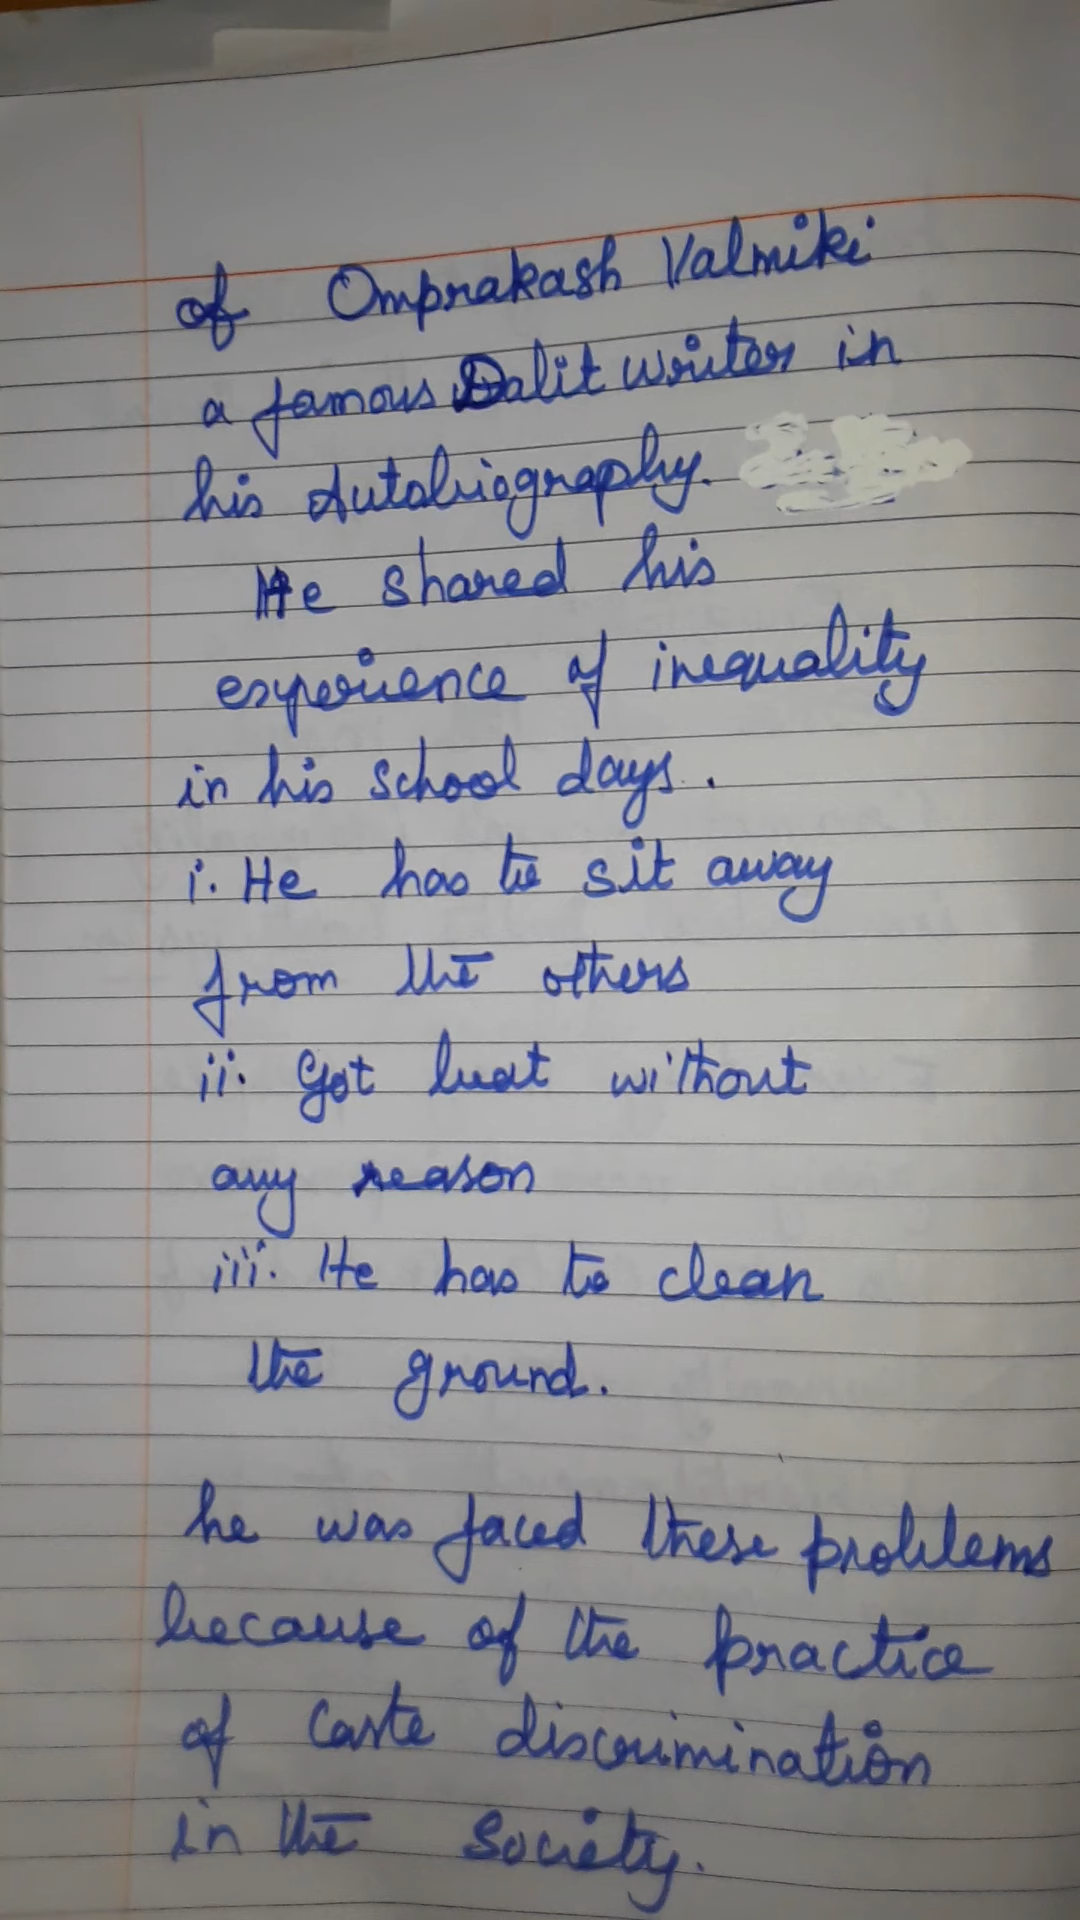 of Omprakash Valmiki
a famous Dalit writer in
his Autobiography.
He shared his
experience of inequality
in his school days.
i. He has to sit away
from the others
ii. Got beat without
any reason
iii. He has to clean
the ground.
he was faced these problems
because of the practice
of caste discrimination
in the society.